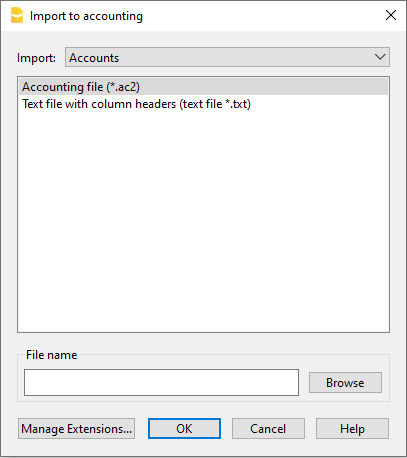 Import to accounting
Import: Accounts
Accounting file (*.ac2)
Text file with column headers (text file *.txt)
File name
Browse
Manage Extensions... OK Cancel Help